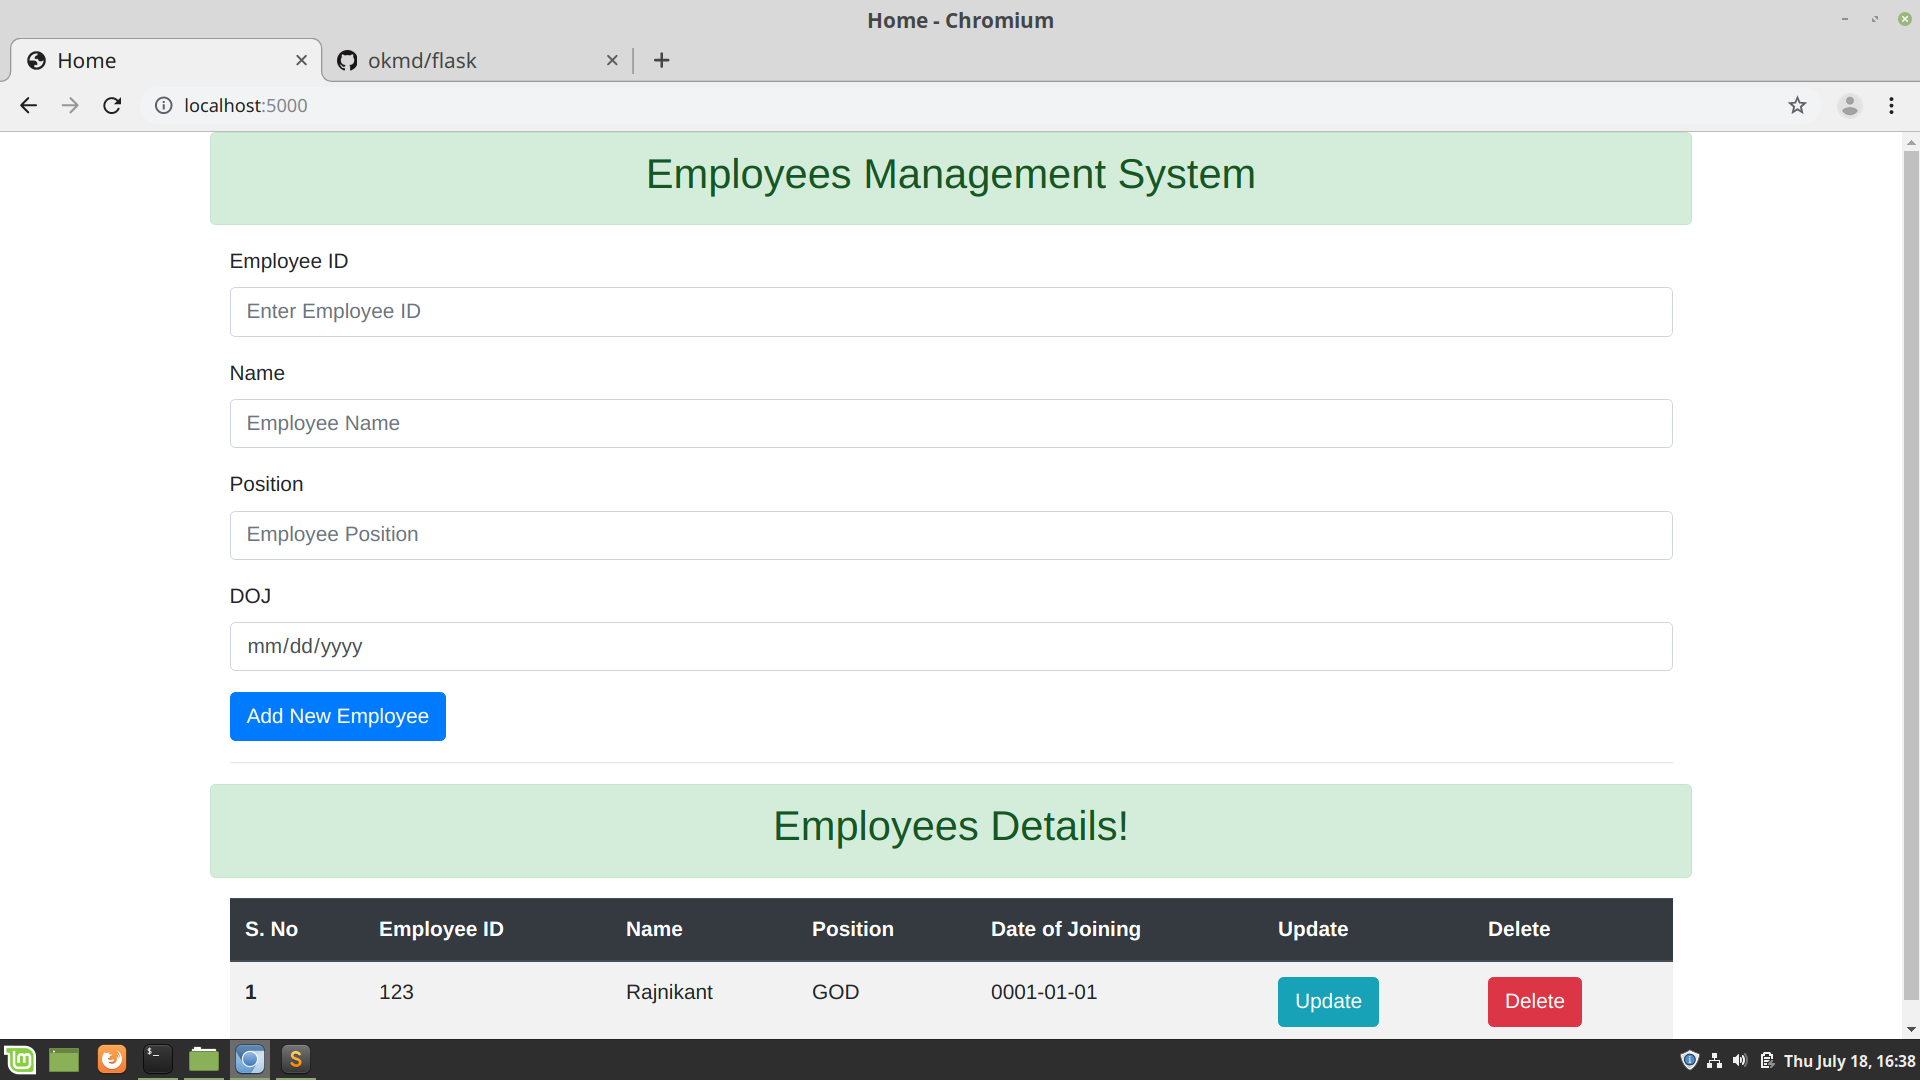 Home - Chromium
Home
okmd/flask
localhost:5000
Employees Management System
Employee ID
Enter Employee ID
Name
Employee Name
Position
Employee Position
DOJ
mm/dd/yyyy
Add New Employee
Employees Details!
S. No Employee ID Name Position Date of Joining Update Delete
1 123 Rajnikant GOD 0001-01-01 Update Delete
$_
S
Thu July 18, 16:38